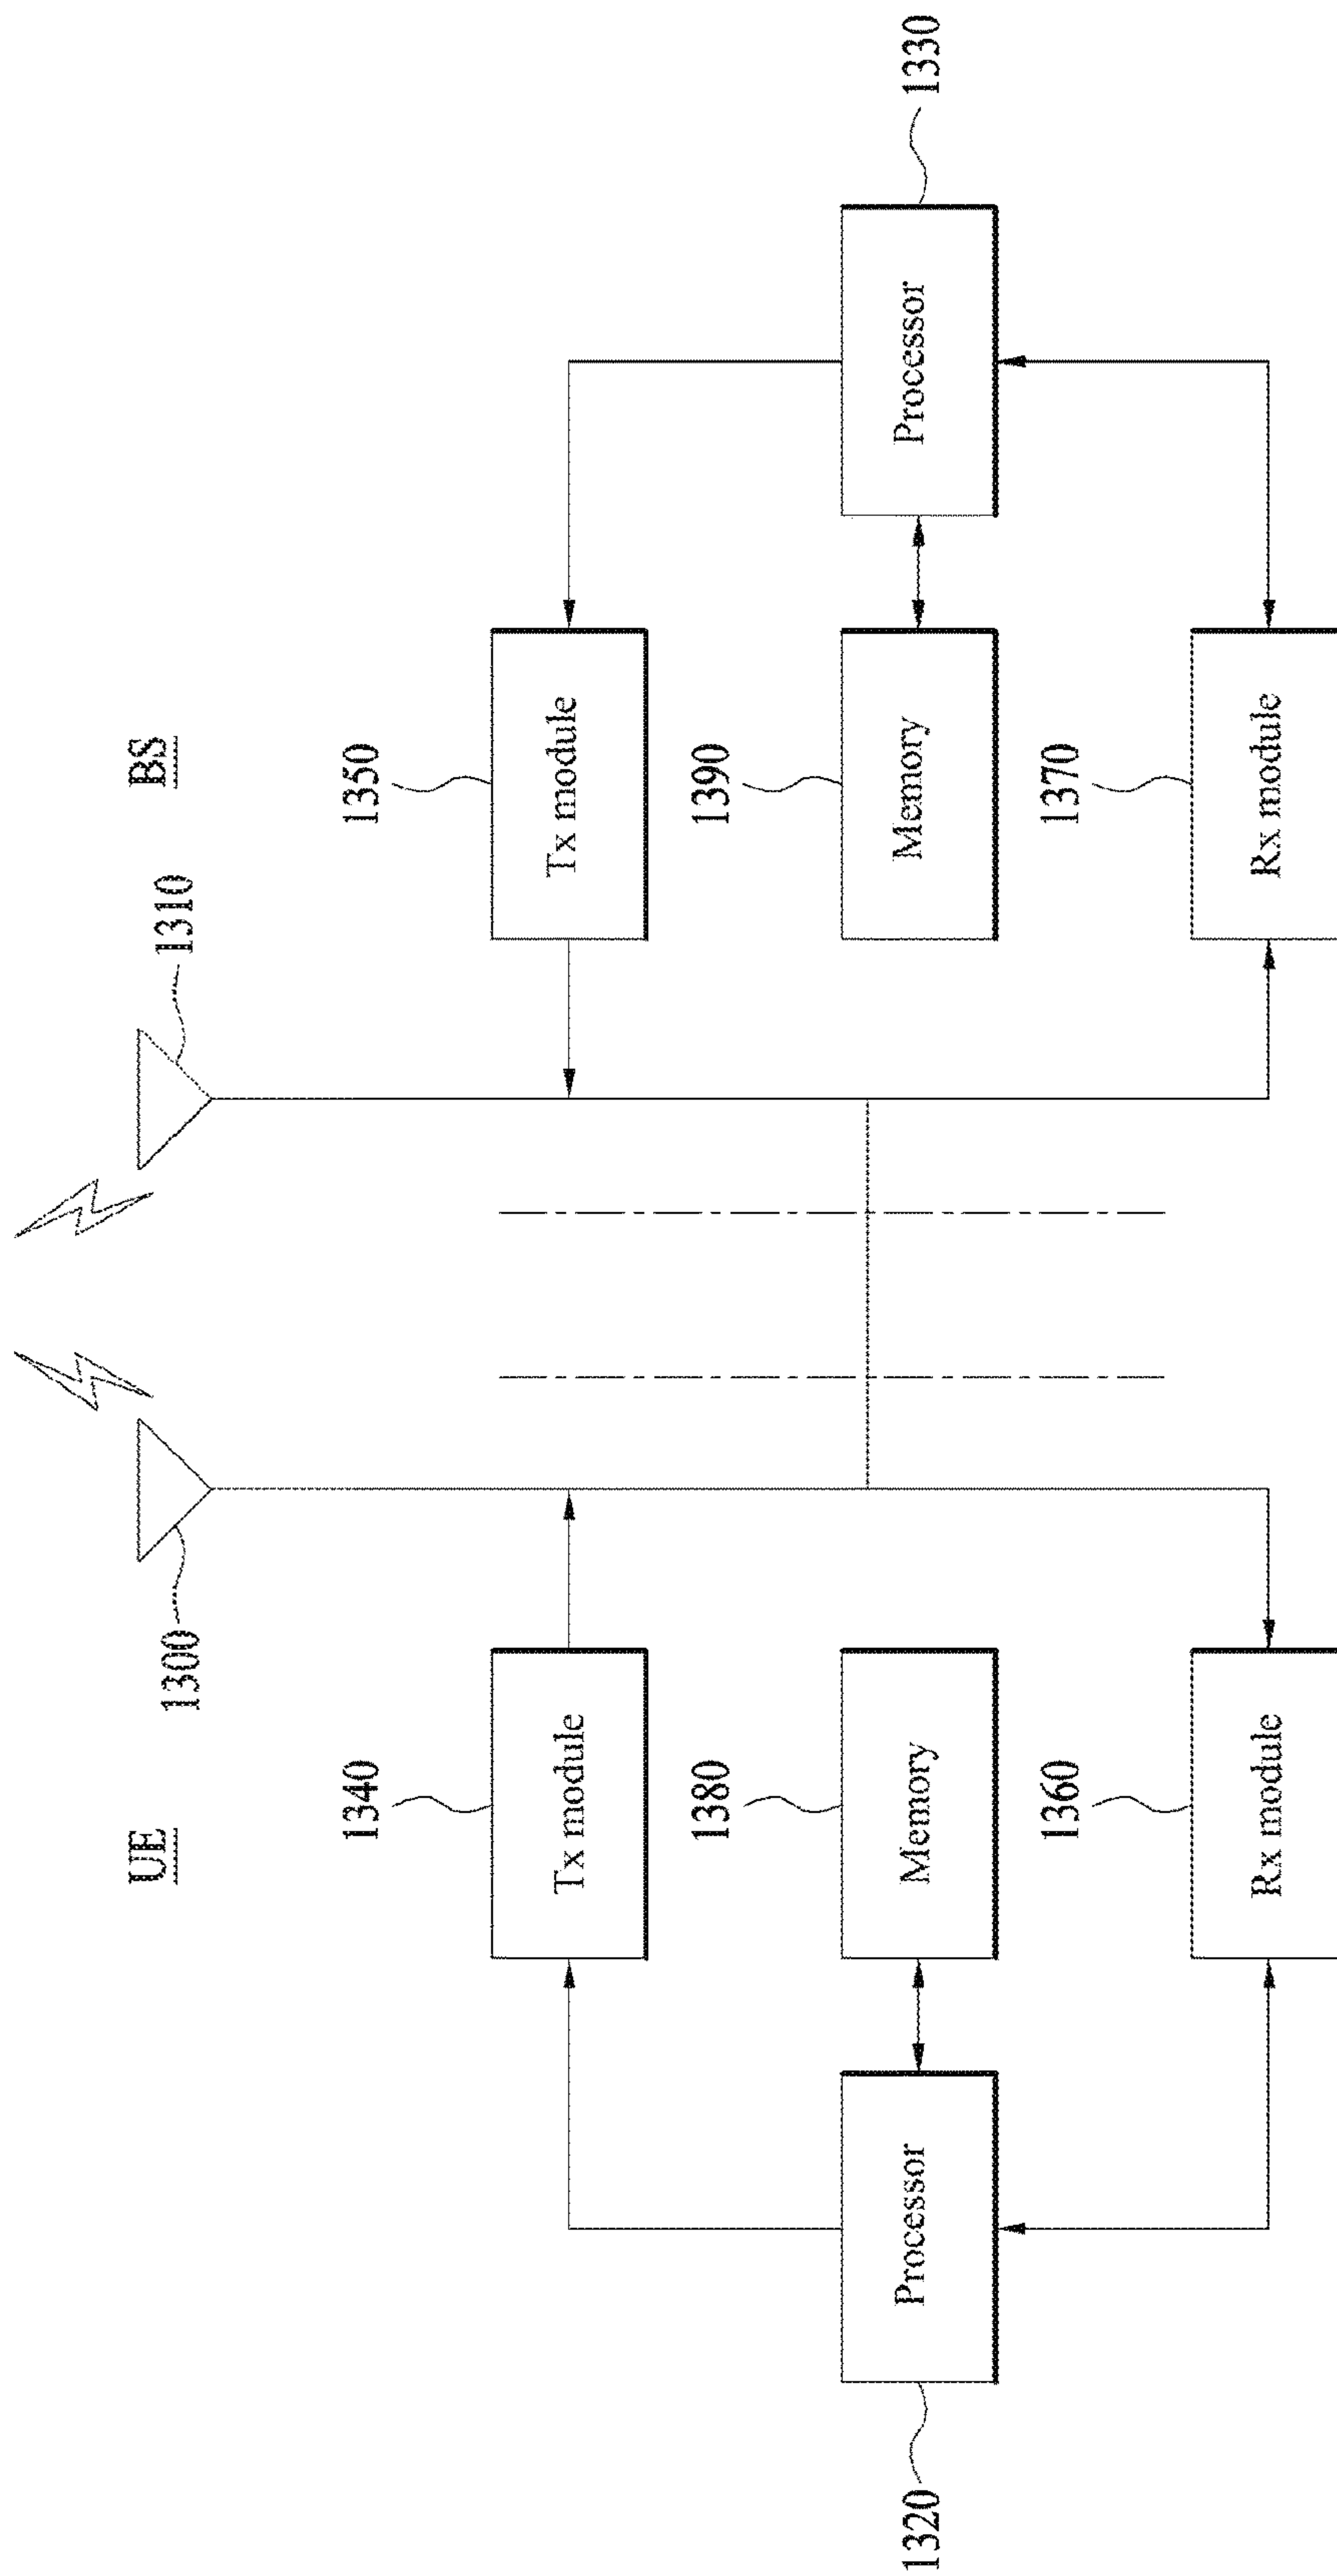 UE
BS
1300
1310
1340
Tx module
1350
Tx module
1320
Processor
1380
Memory
1390
Memory
Processor
1330
1360
Rx module
1370
Rx module